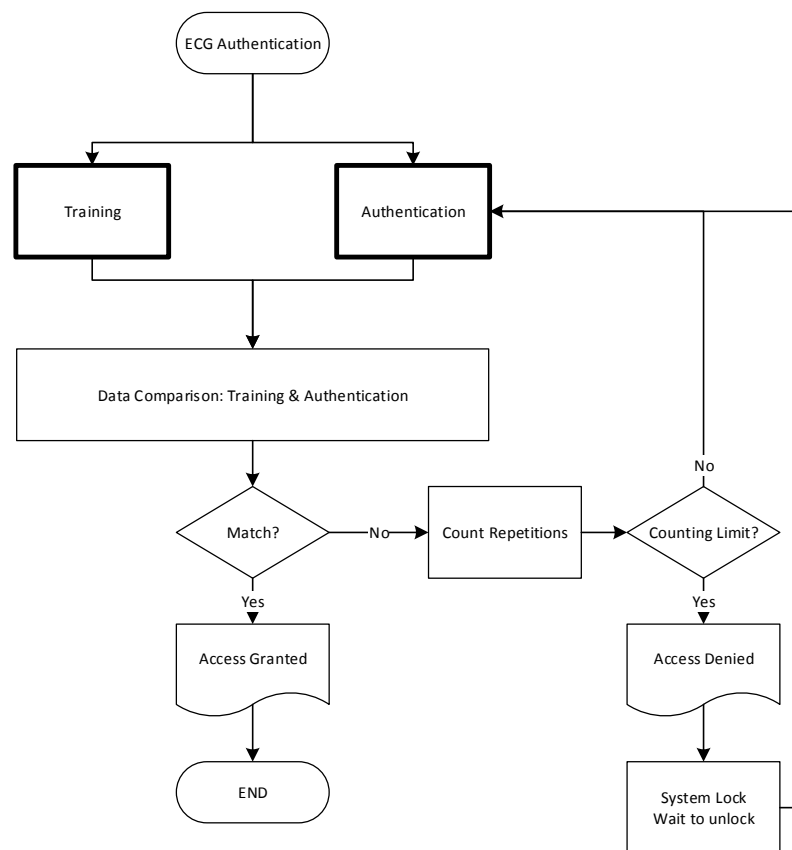 ECG Authentication
Training
Authentication
Data Comparison: Training & Authentication
No
Match?
No
Count Repetitions
Counting Limit?
Yes
Yes
Access Granted
Access Denied
END
System Lock
Wait to unlock